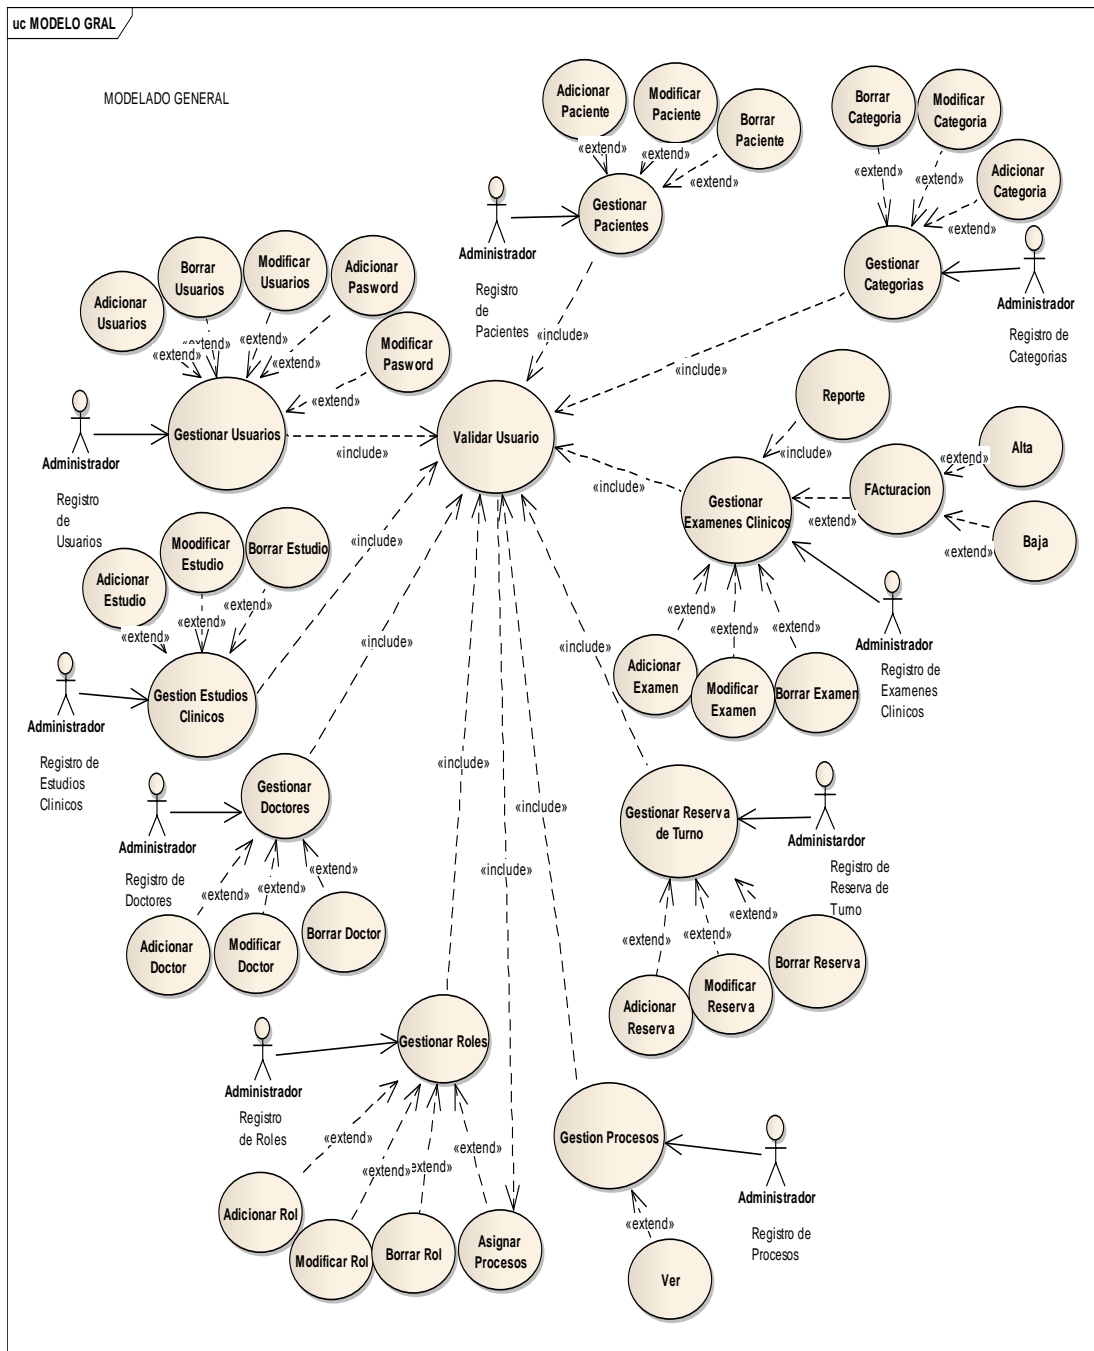 uc MODELO GRAL
MODELADO GENERAL
Adicionar
Paciente
Modificar
Paciente
Borrar
Paciente
«extend»
«extend»
«extend»
Gestionar
Pacientes
Administrador
Registro
de
Pacientes
«include»
Borrar
Categoria
Modificar
Categoria
Adicionar
Categoria
«extend»
«extend»
«extend»
Gestionar
Categorias
Administrador
Registro de
Categorias
«include»
Adicionar
Usuarios
Borrar
Usuarios
Modificar
Usuarios
Adicionar
Pasword
Modificar
Pasword
«extend»
«extend»
«extend»
«extend»
«extend»
Gestionar Usuarios
Administrador
Registro
de
Usuarios
«include»
Validar Usuario
Reporte
«include»
Gestionar
Examenes Clinicos
«include»
FActuracion
«extend»
Alta
«extend»
Baja
«extend»
Administrador
Registro de
Examenes
Clinicos
«extend»
«extend»
«extend»
Adicionar
Examen
Modificar
Examen
Borrar Examen
Adicionar
Estudio
Moodificar
Estudio
Borrar Estudio
«extend»
«extend»
«extend»
Gestion Estudios
Clinicos
Administrador
Registro de
Estudios
Clinicos
«include»
Gestionar
Doctores
Administrador
Registro de
Doctores
«include»
«extend»
«extend»
«extend»
Adicionar
Doctor
Modificar
Doctor
Borrar Doctor
Gestionar Reserva
de Turno
Administardor
Registro de
Reserva de
Turno
«include»
«extend»
«extend»
«extend»
Adicionar
Reserva
Modificar
Reserva
Borrar Reserva
«include»
«include»
«include»
Gestionar Roles
Administrador
Registro
de Roles
«extend»
«extend»
«extend»
«extend»
Adicionar Rol
Modificar Rol
Borrar Rol
Asignar
Procesos
Gestion Procesos
Administrador
Registro de
Procesos
«extend»
Ver